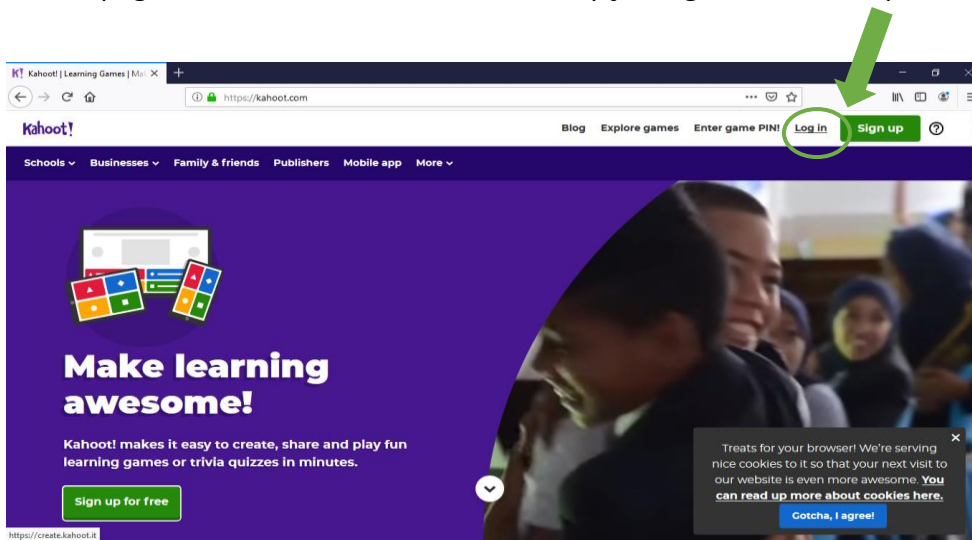 Kahoot! | Learning Games | Ma
https://kahoot.com
Kahoot!
Blog Explore games Enter game PIN! Log in Sign up
Schools Businesses Family & friends Publishers Mobile app More
Make learning
awesome!
Kahoot! makes it easy to create, share and play fun
learning games or trivia quizzes in minutes.
Sign up for free
Treats for your browser! We're serving
nice cookies to it so that your next visit to
our website is even more awesome. You
can read up more about cookies here.
Gotcha, I agree!
https://create.kahoot.it